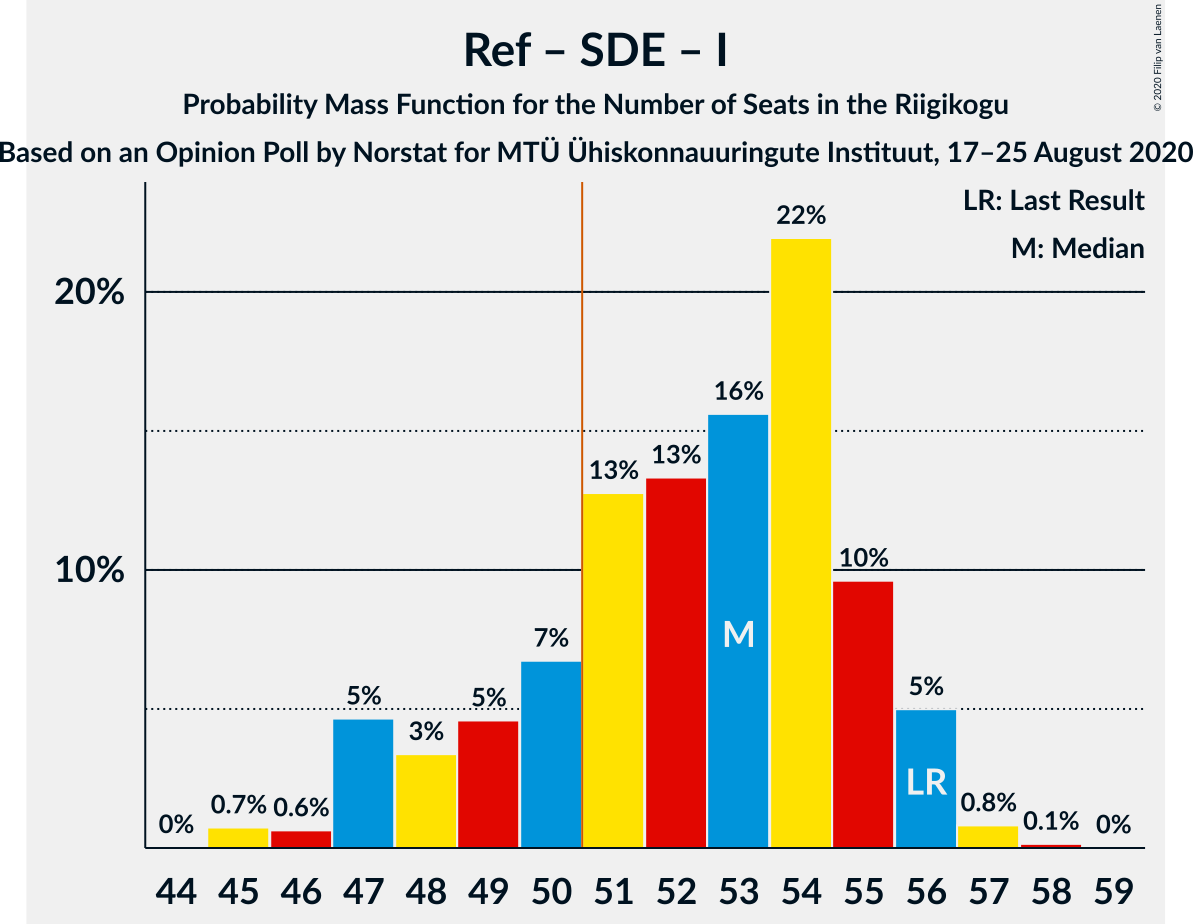 Ref – SDE – I
Probability Mass Function for the Number of Seats in the Riigikogu
Based on an Opinion Poll by Norstat for MTÜ Ühiskonnauuringute Instituut, 17–25 August 2020
© 2020 Filip van Laenen
LR: Last Result
M: Median
20%
10%
0%
0.7%
0.6%
5%
3%
5%
7%
13%
13%
16%
22%
10%
5%
0.8%
0.1%
0%
M
LR
44 45 46 47 48 49 50 51 52 53 54 55 56 57 58 59